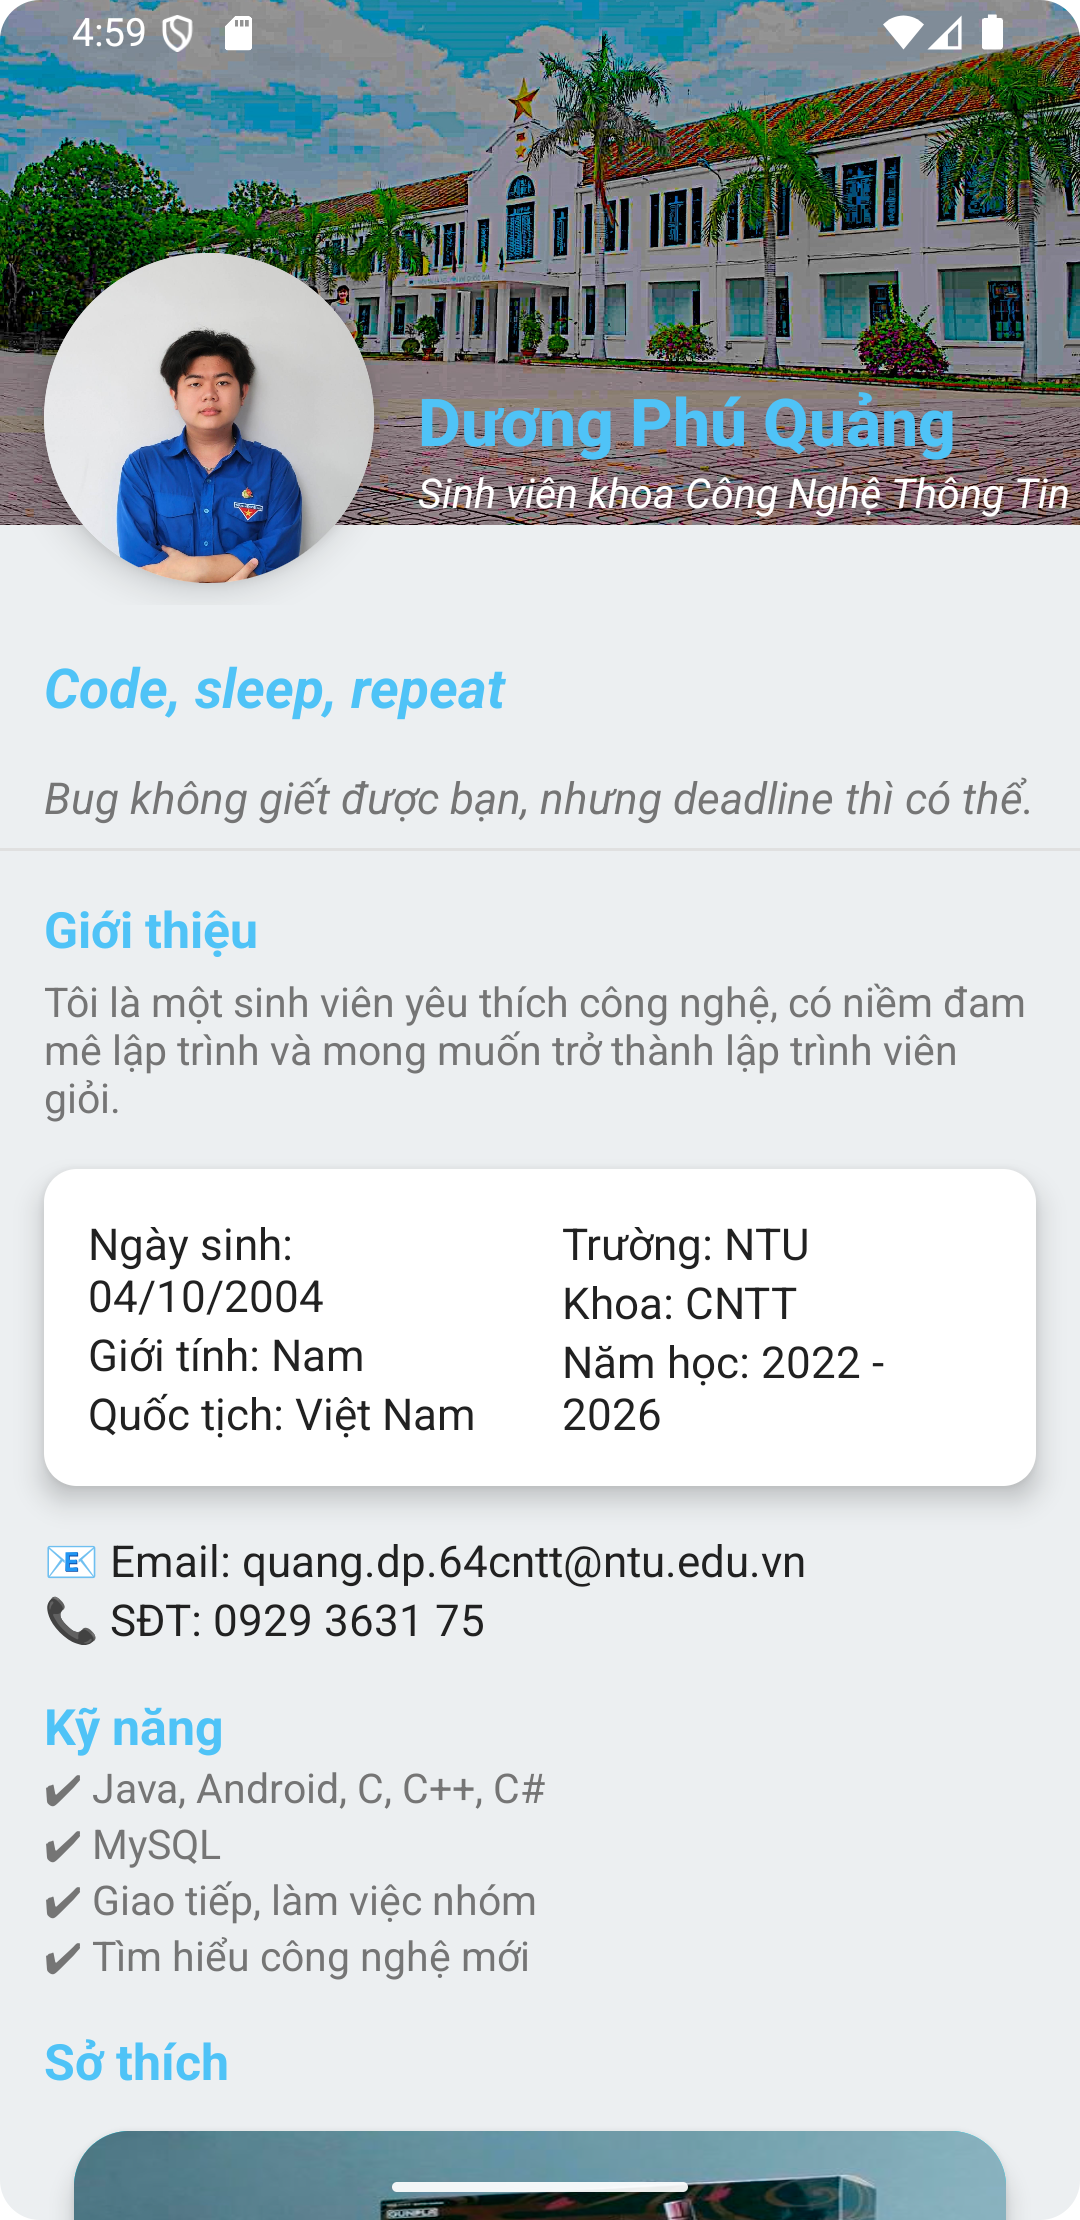 4:59
Dương Phú Quảng
Sinh viên khoa Công Nghệ Thông Tin
Code, sleep, repeat
Bug không giết được bạn, nhưng deadline thì có thể.
Giới thiệu
Tôi là một sinh viên yêu thích công nghệ, có niềm đam
mê lập trình và mong muốn trở thành lập trình viên
giỏi.
Ngày sinh:
04/10/2004
Giới tính: Nam
Quốc tịch: Việt Nam
Trường: NTU
Khoa: CNTT
Năm học: 2022 -
2026
📧 Email: quang.dp.64cntt@ntu.edu.vn
📞 SĐT: 0929 3631 75
Kỹ năng
✔ Java, Android, C, C++, C#
✔ MySQL
✔ Giao tiếp, làm việc nhóm
✔ Tìm hiểu công nghệ mới
Sở thích